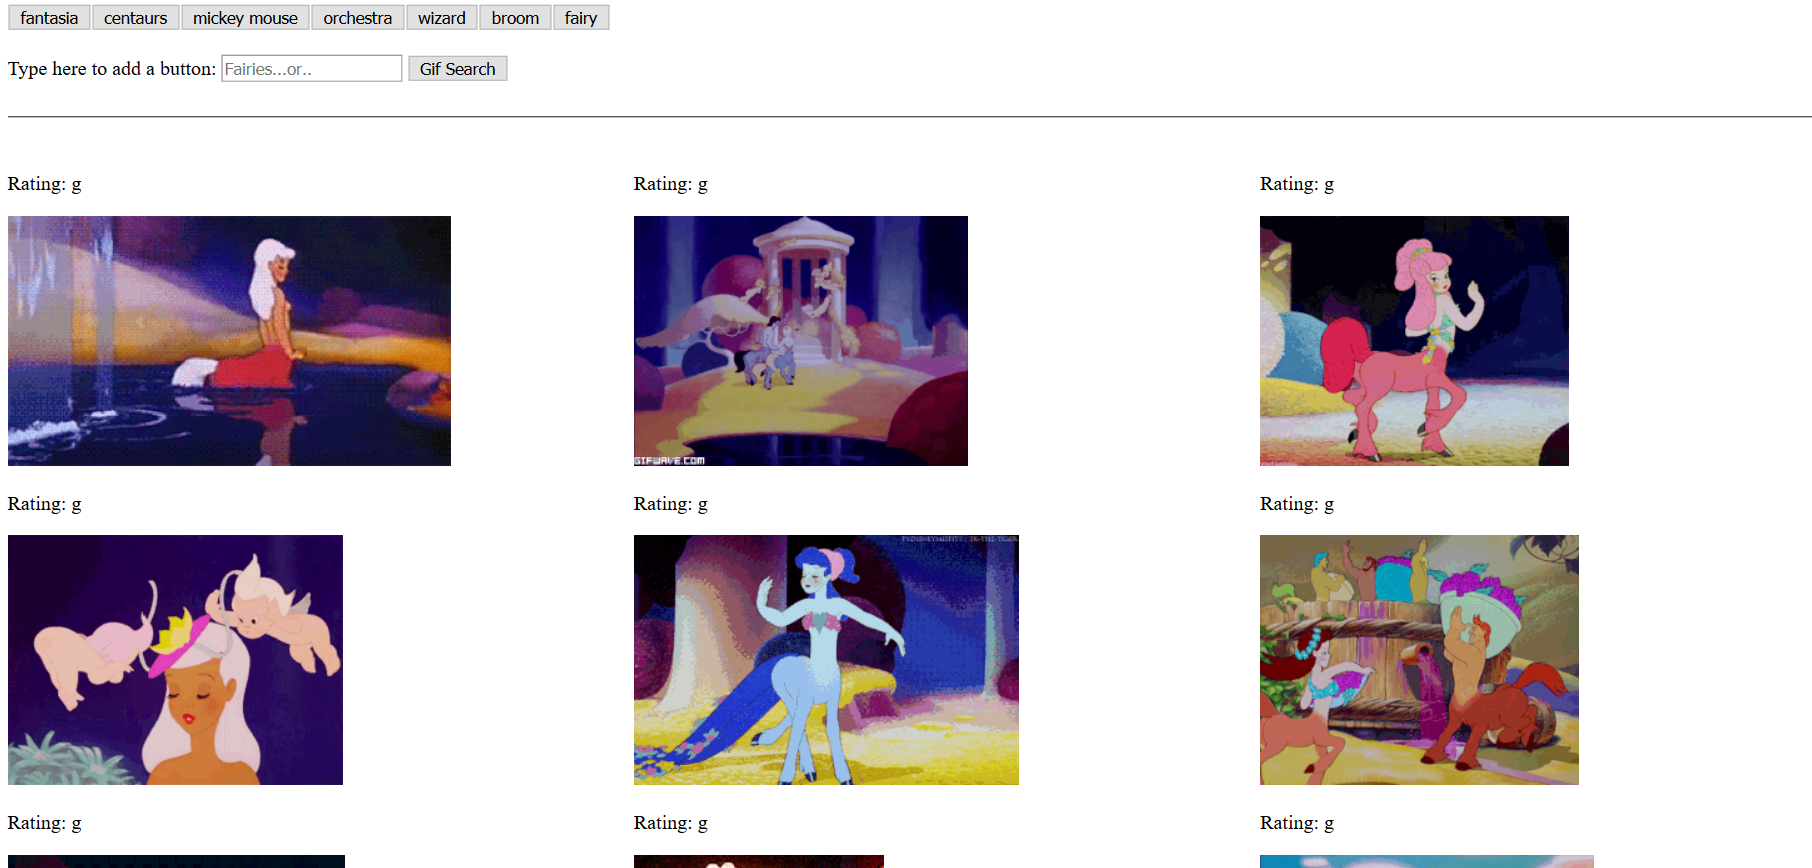 fantasia centaurs mickey mouse orchestra wizard broom fairy
Type here to add a button: Fairies...or.. Gif Search
Rating: g Rating: g Rating: g
GIFWAVE.COM
Rating: g Rating: g Rating: g
Rating: g Rating: g Rating: g